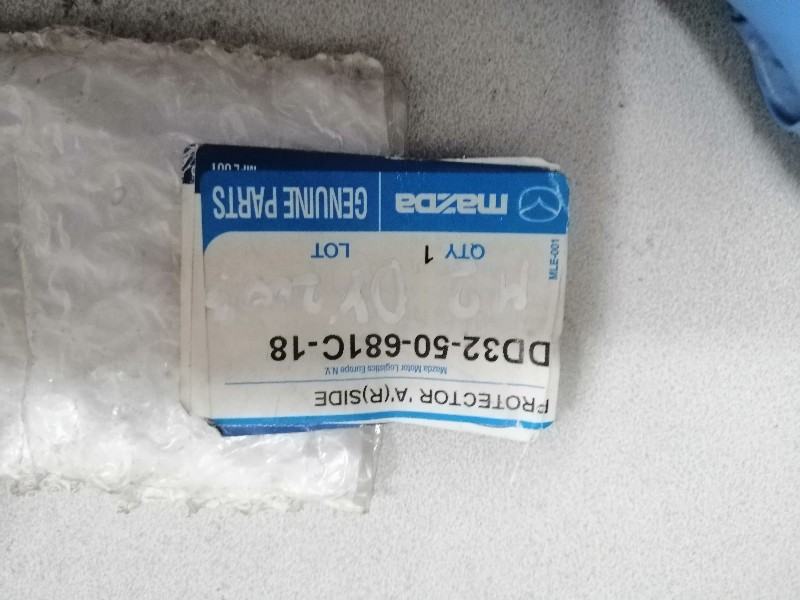 PROTECTOR 'A'(R)SIDE
Mazda Motor Logistics Europe N.V.
DD32-50-681C-18
QTY 1 LOT
MLE-001
mazda GENUINE PARTS